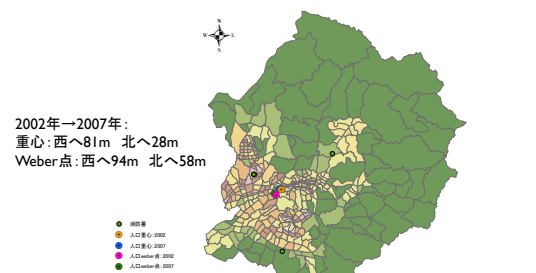 N
W
E
S
2002年→2007年:
重心:西へ81m 北へ28m
Weber点:西へ94m 北へ58m
消防署
人口重心:2002
人口重心:2007
人口weber点:2002
人口weber点:2007